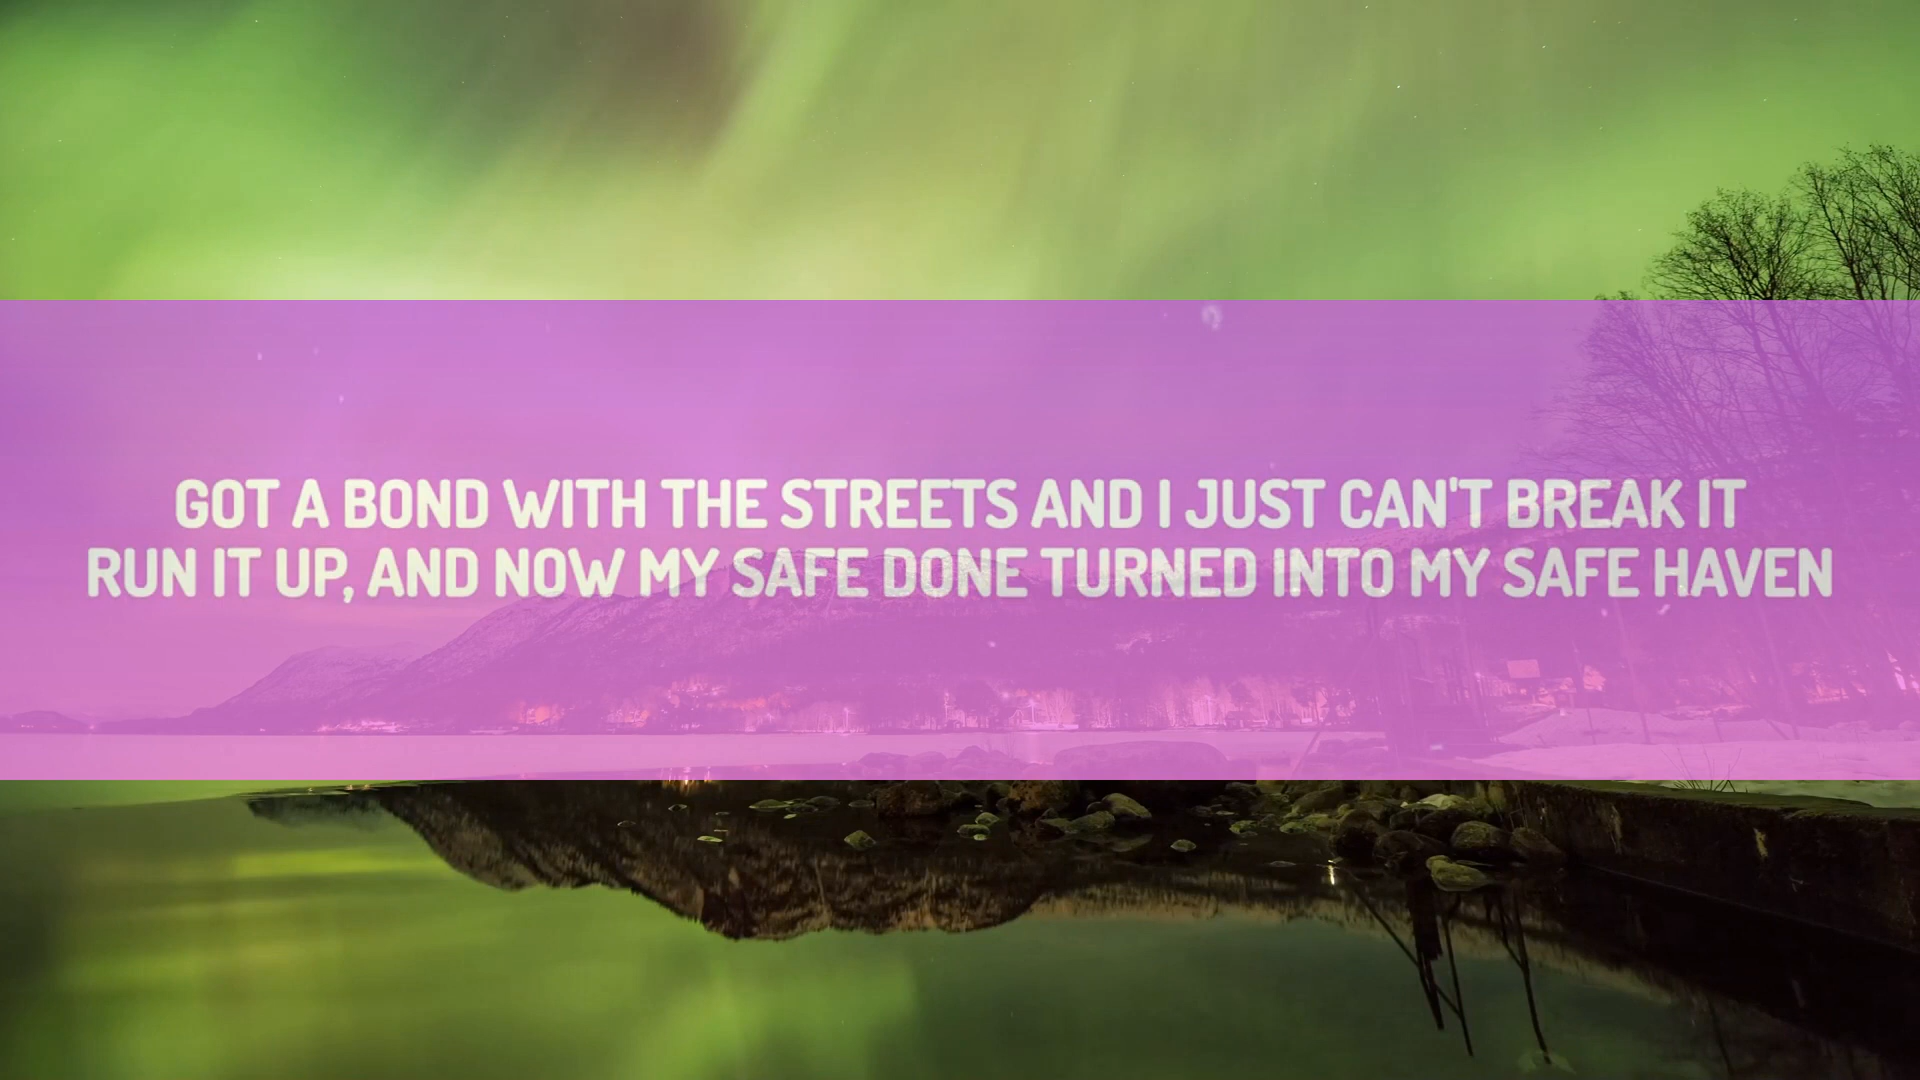 GOT A BOND WITH THE STREETS AND I JUST CAN'T BREAK IT
RUN IT UP, AND NOW MY SAFE DONE TURNED INTO MY SAFE HAVEN